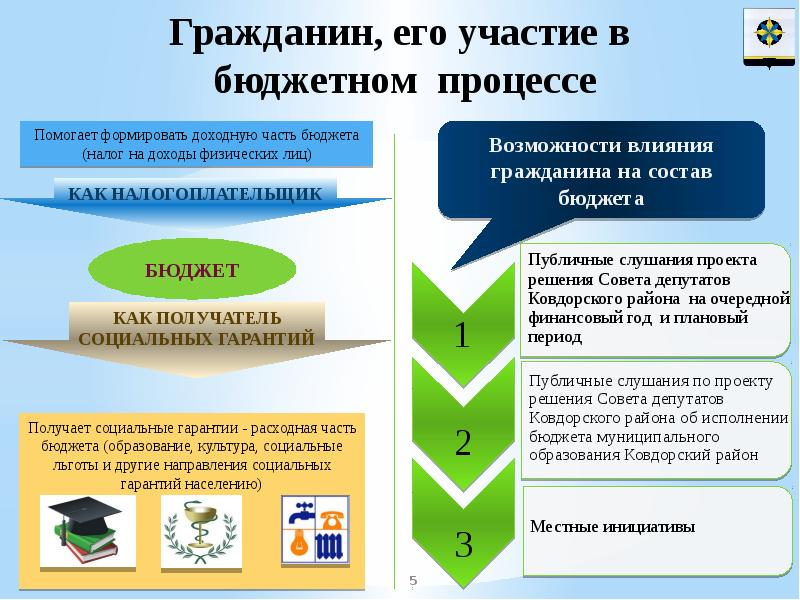 Гражданин, его участие в
бюджетном процессе
Помогает формировать доходную часть бюджета
(налог на доходы физических лиц)
КАК НАЛОГОПЛАТЕЛЬЩИК
БЮДЖЕТ
КАК ПОЛУЧАТЕЛЬ
СОЦИАЛЬНЫХ ГАРАНТИЙ
Получает социальные гарантии - расходная часть
бюджета (образование, культура, социальные
льготы и другие направления социальных
гарантий населению)
Возможности влияния
гражданина на состав
бюджета
1
Публичные слушания проекта
решения Совета депутатов
Ковдорского района на очередной
финансовый год и плановый
период
2
Публичные слушания по проекту
решения Совета депутатов
Ковдорского района об исполнении
бюджета муниципального
образования Ковдорский район
3
Местные инициативы
5